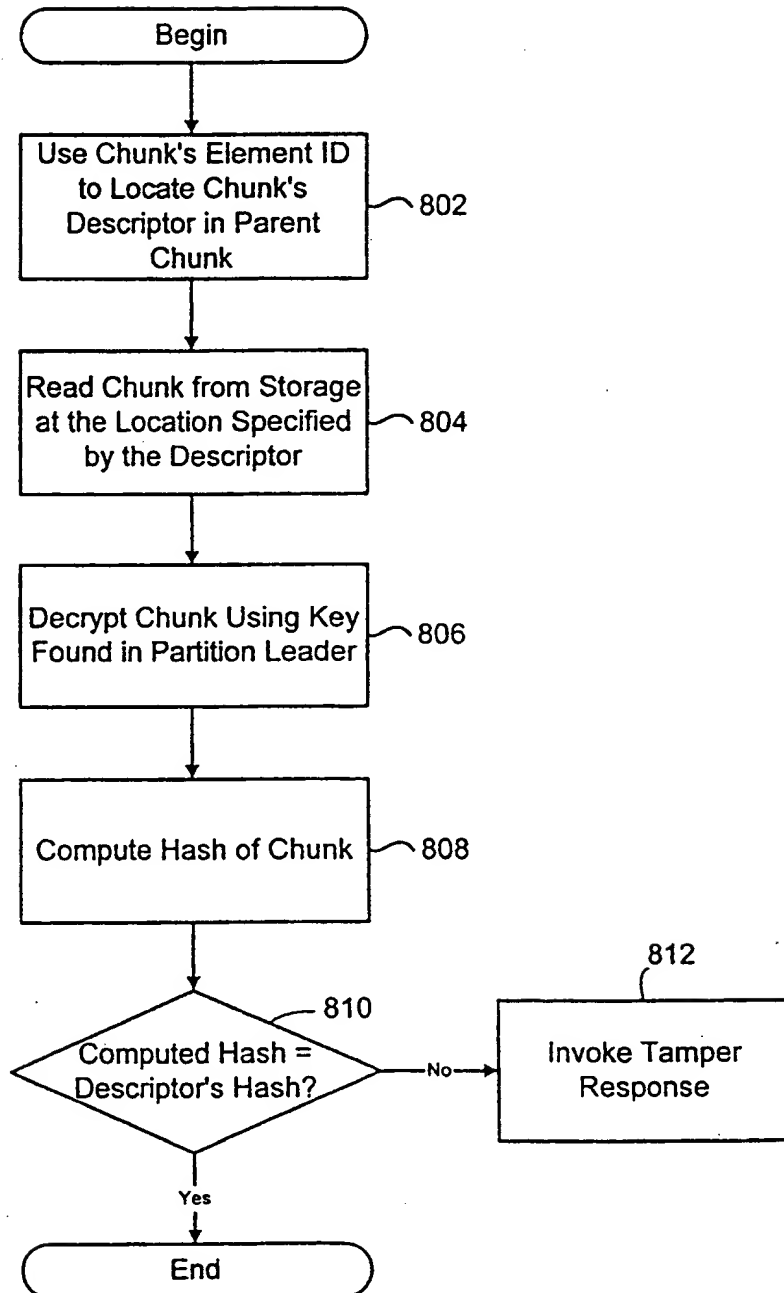 Begin
Use Chunk's Element ID
to Locate Chunk's
Descriptor in Parent
Chunk
802
Read Chunk from Storage
at the Location Specified
by the Descriptor
804
Decrypt Chunk Using Key
Found in Partition Leader
806
Compute Hash of Chunk
808
810
Computed Hash =
Descriptor's Hash?
No
812
Invoke Tamper
Response
Yes
End